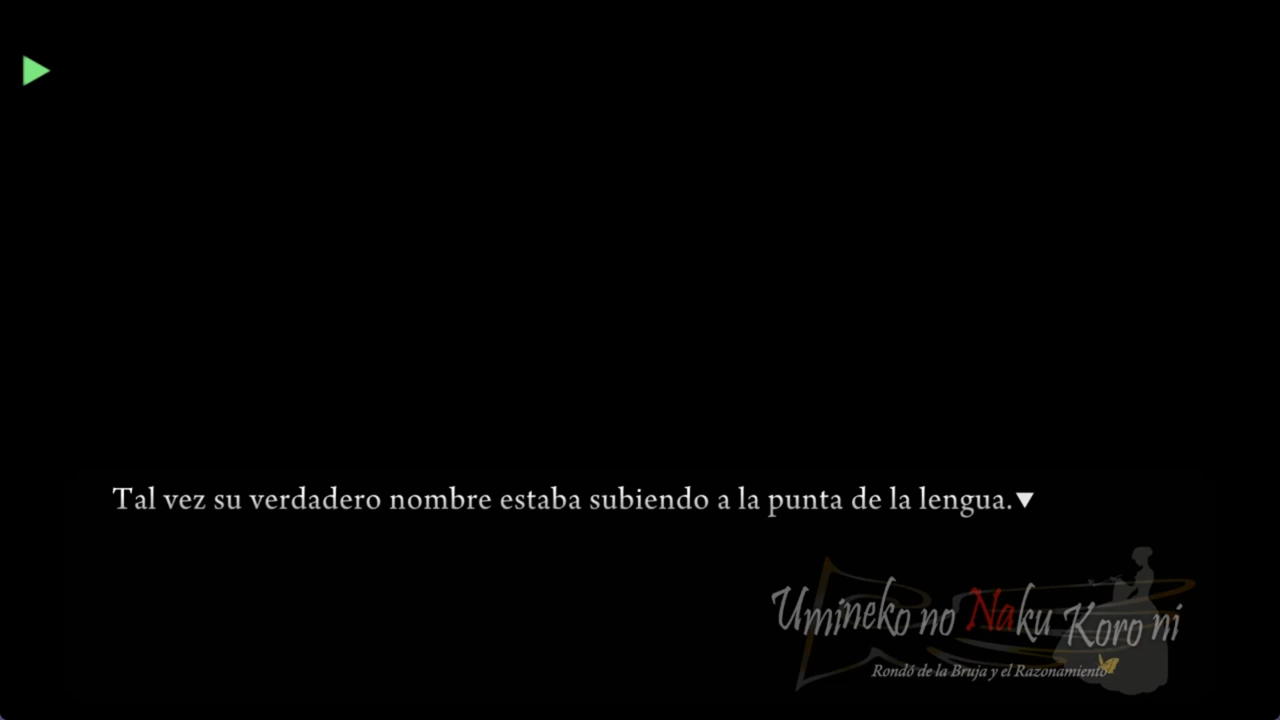 Tal vez su verdadero nombre estaba subiendo a la punta de la lengua.
Umineko no Naku Koro ni
Rondó de la Bruja y el Razonamiento